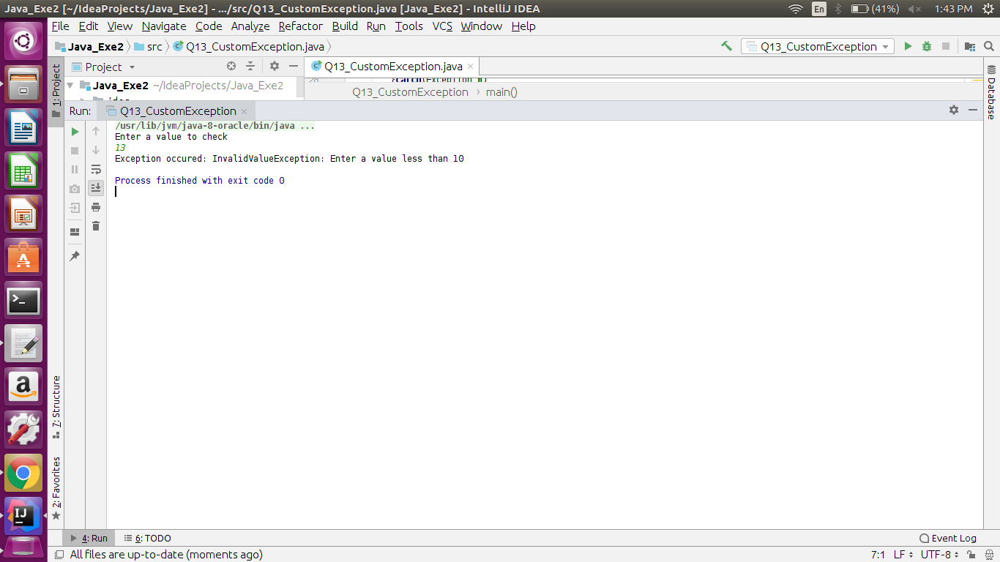 Java_Exe2 [~/IdeaProjects/Java_Exe2] - .../src/Q13_CustomException.java [Java_Exe2] - IntelliJ IDEA
En
(41%)
1:43 PM
File Edit View Navigate Code Analyze Refactor Build Run Tools VCS Window Help
Java_Exe2
src
Q13_CustomException.java
Q13_CustomException
1: Project
Project
Q13_CustomException.java
Java_Exe2 ~/IdeaProjects/Java_Exe2
28
}catch(Exception m)
Q13_CustomException
main()
Database
Run:
Q13_CustomException
/usr/lib/jvm/java-8-oracle/bin/java ...
Enter a value to check
13
Exception occured: InvalidValueException: Enter a value less than 10
Process finished with exit code 0
7: Structure
2: Favorites
IJ
4: Run
6: TODO
Event Log
All files are up-to-date (moments ago)
7:1
LF
UTF-8